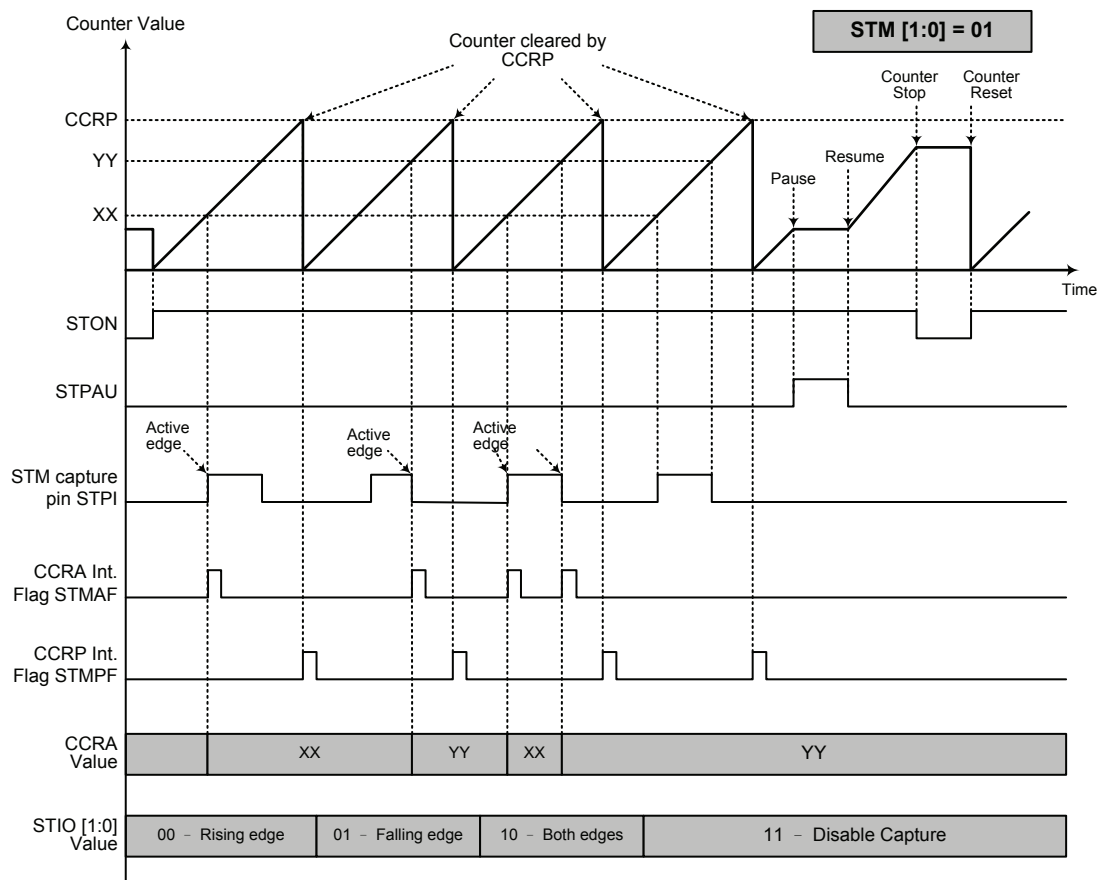 Counter Value
STM [1:0] = 01
Counter cleared by
CCRP
Counter
Stop
Counter
Reset
CCRP
YY
Resume
Pause
XX
Time
STON
STPAU
Active
edge
Active
edge
Active
edge
STM capture
pin STPI
CCRA Int.
Flag STMAF
CCRP Int.
Flag STMPF
CCRA
Value
XX
YY
XX
YY
STIO [1:0]
Value
00 – Rising edge
01 – Falling edge
10 – Both edges
11 – Disable Capture